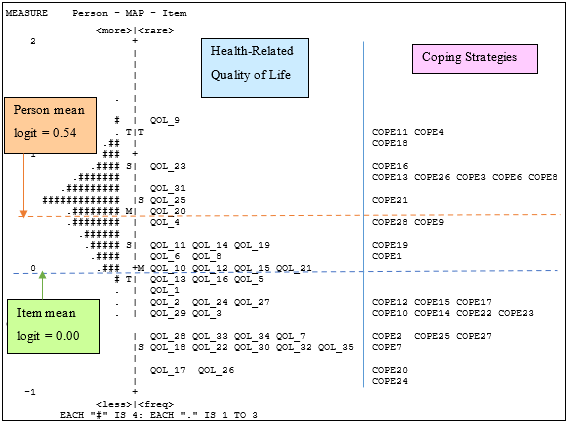 MEASURE Person - MAP - Item
<more>|<rare>
2
Health-Related
Quality of Life
Coping Strategies
.
# QOL_9
Person mean
logit = 0.54
. T|T COPE11 COPE4
.## COPE18
1 ### +
.#### S| QOL_23 COPE16
.####### COPE13 COPE26 COPE3 COPE6 COPE8
.######### QOL_31
############# |S QOL_25 COPE21
.######## M| QOL_20
.######## QOL_4 COPE28 COPE9
.######
.##### S| QOL_11 QOL_14 QOL_19 COPE19
.#### QOL_6 QOL_8 COPE1
0 .### +M QOL_10 QOL_12 QOL_15 QOL_21
# T| QOL_13 QOL_16 QOL_5
. QOL_1
. QOL_2 QOL_24 QOL_27 COPE12 COPE15 COPE17
. QOL_29 QOL_3 COPE10 COPE14 COPE22 COPE23
Item mean
logit = 0.00
QOL_28 QOL_33 QOL_34 QOL_7 COPE2 COPE25 COPE27
|S QOL_18 QOL_22 QOL_30 QOL_32 QOL_35 COPE7
QOL_17 QOL_26 COPE20
COPE24
-1 +
<less>|<freq>
EACH "#" IS 4: EACH "." IS 1 TO 3